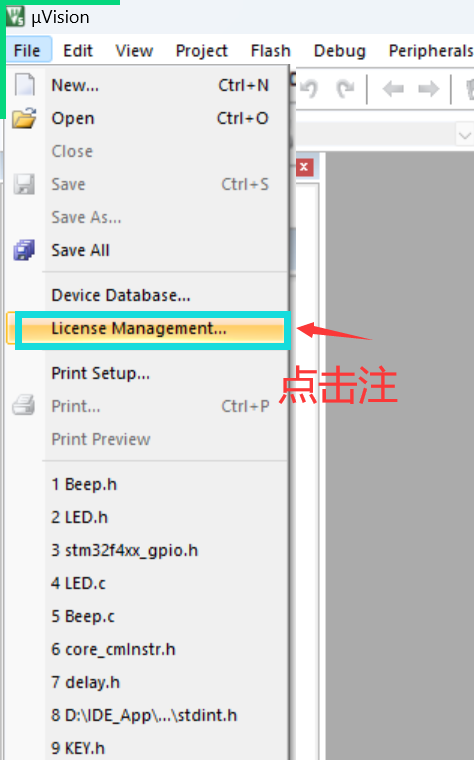 μVision
File Edit View Project Flash Debug Peripherals
New... Ctrl+N
Open Ctrl+O
Close
Save Ctrl+S
Save As...
Save All
Device Database...
License Management...
Print Setup...
点击注
Print... Ctrl+P
Print Preview
1 Beep.h
2 LED.h
3 stm32f4xx_gpio.h
4 LED.c
5 Beep.c
6 core_cmInstr.h
7 delay.h
8 D:\IDE_App\...\stdint.h
9 KEY.h